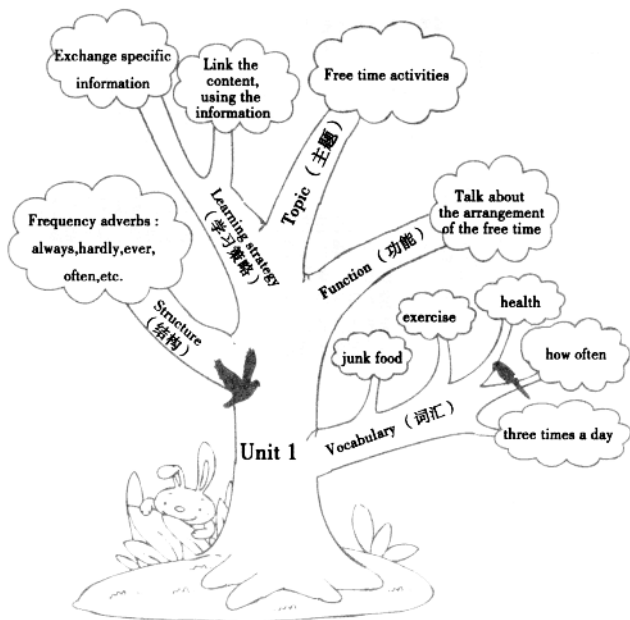 Exchange specific
information
Link the
content,
using the
information
Free time activities
Learning strategy
(学习策略)
Topic (主题)
Talk about
the arrangement
of the free time
Function (功能)
Frequency adverbs :
always,hardly,ever,
often,etc.
Structure
(结构)
junk food
exercise
health
how often
three times a day
Vocabulary (词汇)
Unit 1